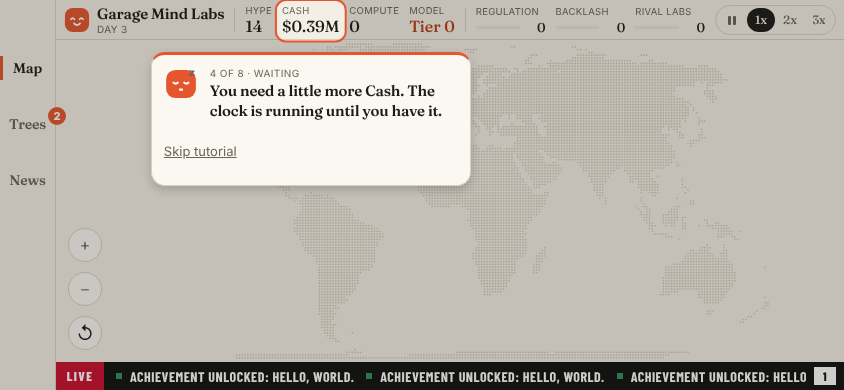 Garage Mind Labs
DAY 3
HYPE
14
CASH
$0.39M
COMPUTE
0
MODEL
Tier 0
REGULATION
0
BACKLASH
0
RIVAL LABS
0
1x
2x
3x
Map
Trees
2
News
4 OF 8 · WAITING
You need a little more Cash. The
clock is running until you have it.
Skip tutorial
+
−
LIVE
ACHIEVEMENT UNLOCKED: HELLO, WORLD. ACHIEVEMENT UNLOCKED: HELLO, WORLD. ACHIEVEMENT UNLOCKED: HELLO
1